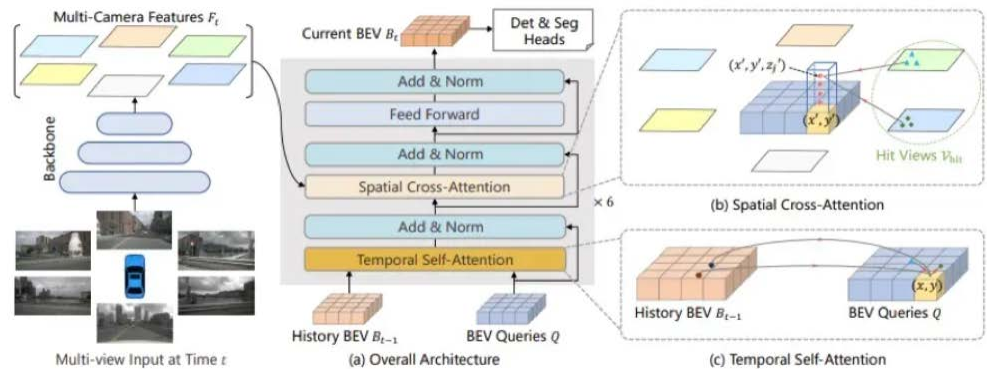 Multi-Camera Features F_t
Backbone
Multi-view Input at Time t
Current BEV B_t
Det & Seg
Heads
Add & Norm
Feed Forward
Add & Norm
Spatial Cross-Attention
× 6
Add & Norm
Temporal Self-Attention
History BEV B_{t−1}
BEV Queries Q
(a) Overall Architecture
(x′, y′, z_j′)
(x′, y′)
Hit Views 𝒱_hit
(b) Spatial Cross-Attention
(x, y)
History BEV B_{t−1}
BEV Queries Q
(c) Temporal Self-Attention